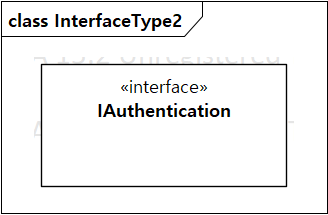 class InterfaceType2
«interface»
IAuthentication